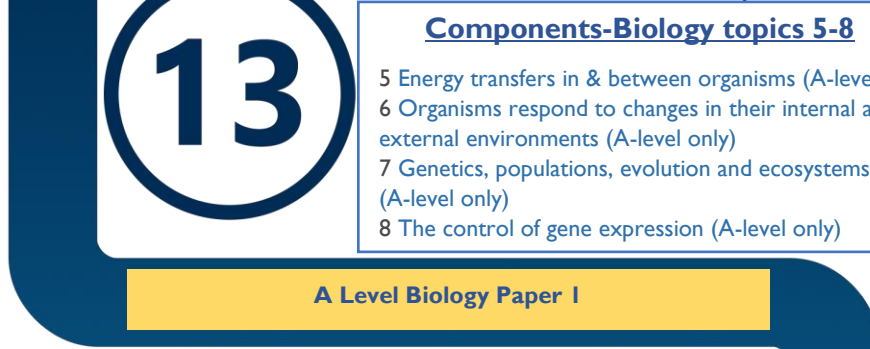 13
Components-Biology topics 5-8
5 Energy transfers in & between organisms
6 Organisms respond to changes in their internal
external environments (A-level only)
7 Genetics, populations, evolution and ecosystems
(A-level only)
8 The control of gene expression (A-level only)
A Level Biology Paper 1